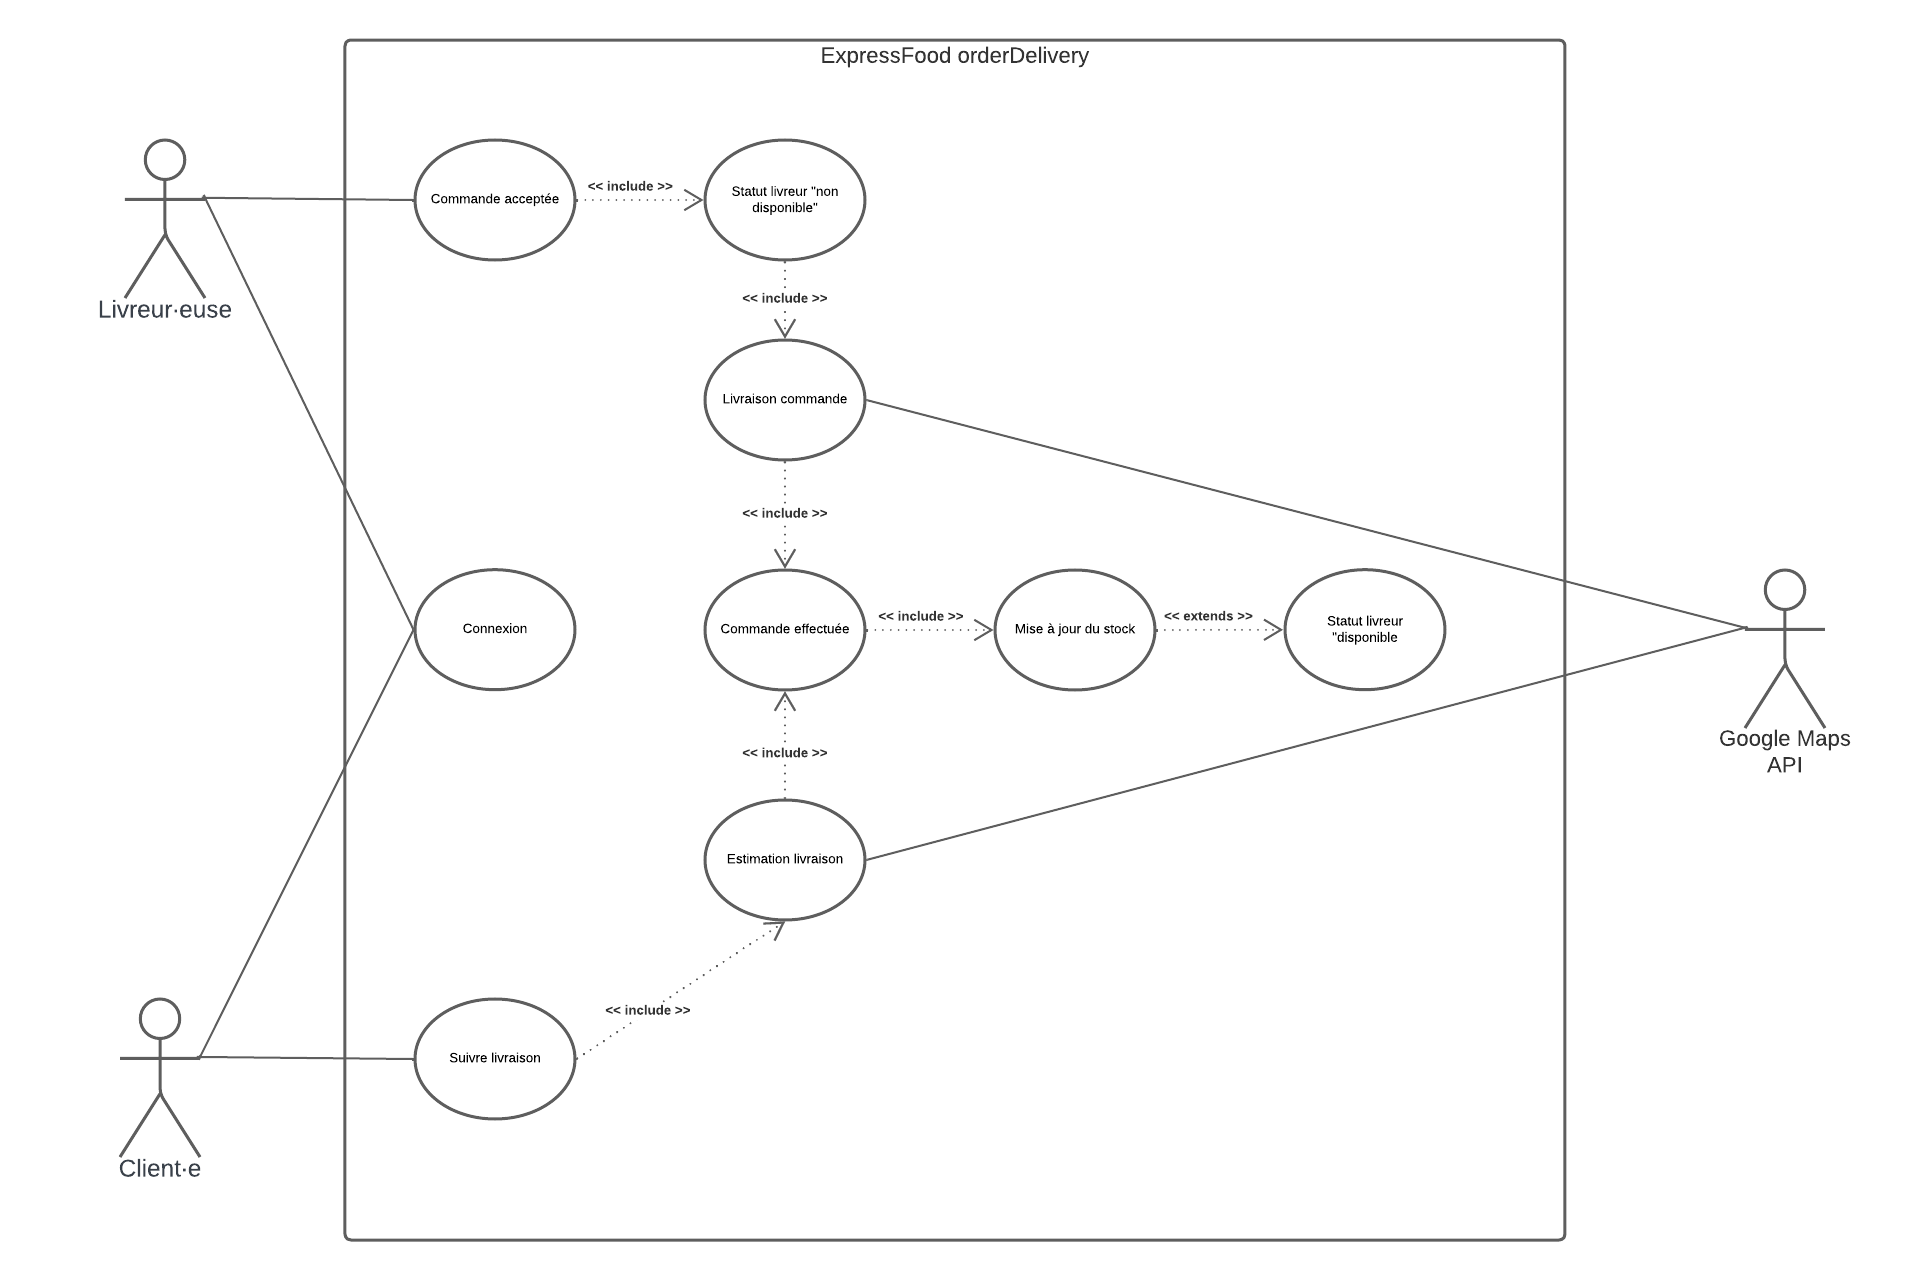 ExpressFood orderDelivery
Commande acceptée
<< include >>
Statut livreur "non
disponible"
Livreur·euse
<< include >>
Livraison commande
<< include >>
Connexion
Commande effectuée
<< include >>
Mise à jour du stock
<< extends >>
Statut livreur
"disponible
Google Maps
API
<< include >>
Estimation livraison
<< include >>
Suivre livraison
Client·e